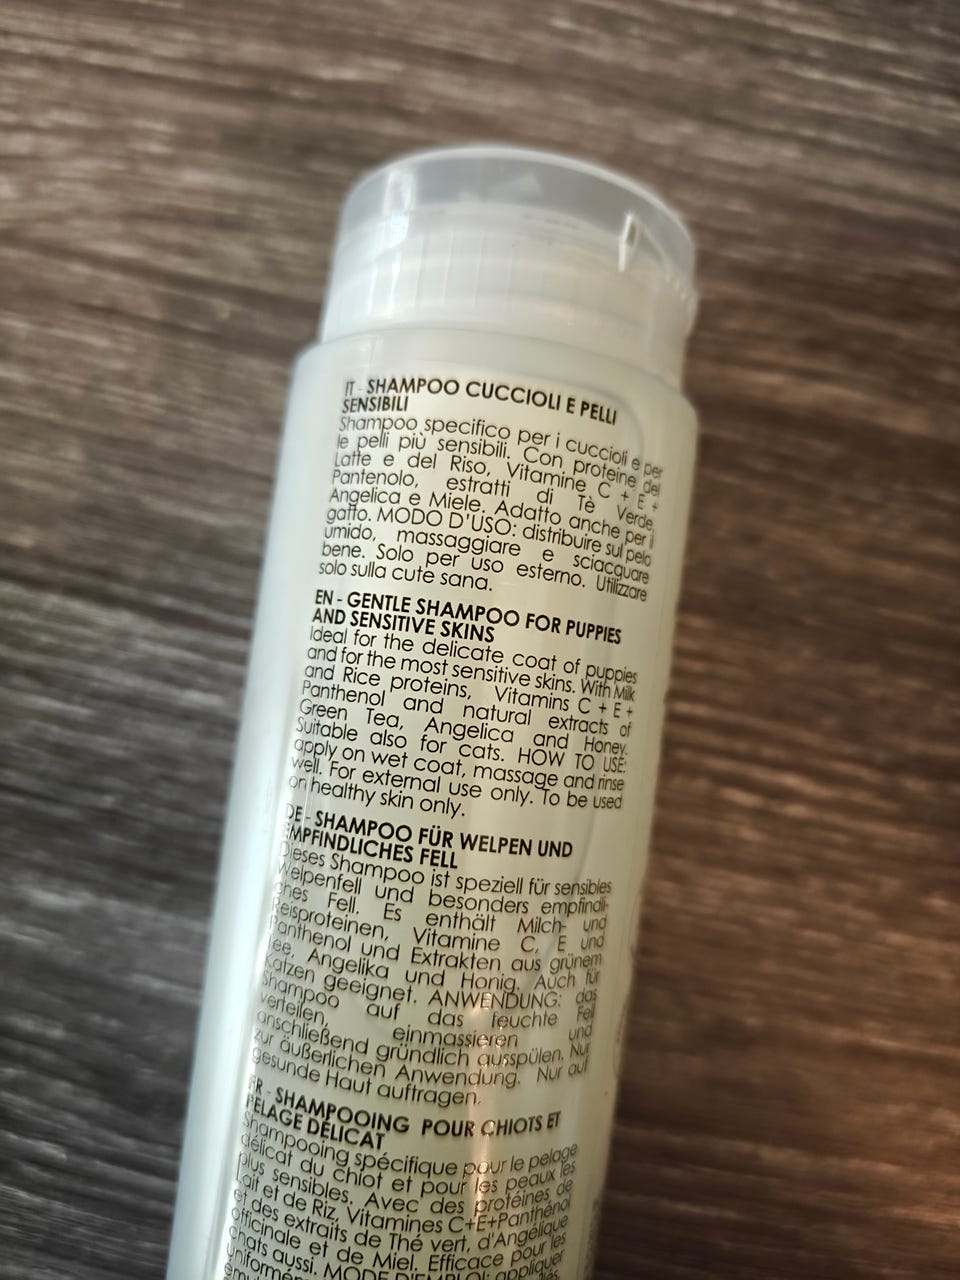 IT - SHAMPOO CUCCIOLI E PELLI
SENSIBILI
Shampoo specifico per i cuccioli e per
le pelli più sensibili. Con proteine del
Latte e del Riso, Vitamine C + E +
Pantenolo, estratti di Tè Verde,
Angelica e Miele. Adatto anche per il
gatto. MODO D'USO: distribuire sul pelo
umido, massaggiare e sciacquare
bene. Solo per uso esterno. Utilizzare
solo sulla cute sana.
EN - GENTLE SHAMPOO FOR PUPPIES
AND SENSITIVE SKINS
Ideal for the delicate coat of puppies
and for the most sensitive skins. With Milk
and Rice proteins, Vitamins C + E +
Panthenol and natural extracts of
Green Tea, Angelica and Honey.
Suitable also for cats. HOW TO USE:
apply on wet coat, massage and rinse
well. For external use only. To be used
on healthy skin only.
DE - SHAMPOO FÜR WELPEN UND
EMPFINDLICHES FELL
Dieses Shampoo ist speziell für sensibles
Welpenfell und besonders empfindli-
ches Fell. Es enthält Milch- und
Reisproteinen, Vitamine C, E und
Panthenol und Extrakten aus grünem
Tee, Angelika und Honig. Auch für
Katzen geeignet. ANWENDUNG: das
Shampoo auf das feuchte Fell
verteilen, einmassieren und
anschließend gründlich ausspülen. Nur
zur äußerlichen Anwendung. Nur auf
gesunde Haut auftragen.
FR - SHAMPOOING POUR CHIOTS ET
PELAGE DÉLICAT
Shampooing spécifique pour le pelage
délicat du chiot et pour les peaux les
plus sensibles. Avec des protéines de
Lait et de Riz, Vitamines C+E+Panthénol
et des extraits de Thé vert, d'Angélique
officinale et de Miel. Efficace pour les
chats aussi. MODE D'EMPLOI: appliquer